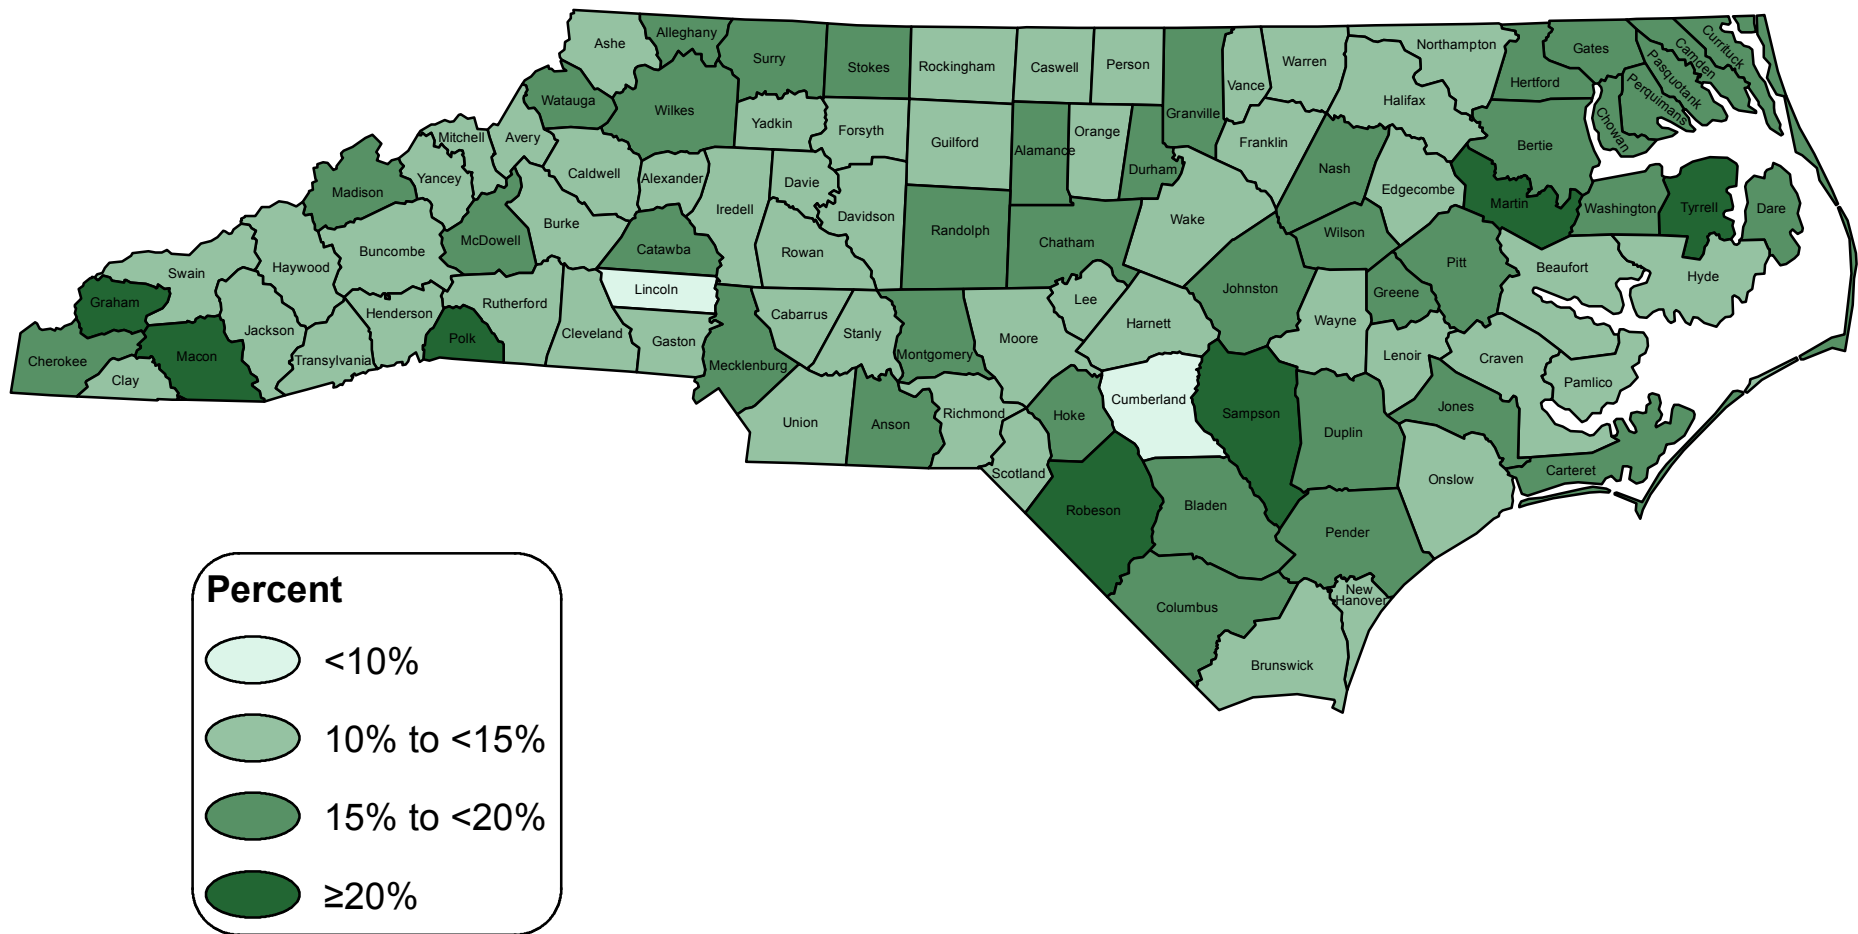 Ashe
Alleghany
Surry
Stokes
Rockingham
Caswell
Person
Granville
Vance
Warren
Northampton
Halifax
Hertford
Gates
Currituck
Camden
Pasquotank
Perquimans
Chowan
Bertie
Watauga
Wilkes
Yadkin
Forsyth
Guilford
Alamance
Orange
Durham
Franklin
Nash
Edgecombe
Martin
Washington
Tyrrell
Dare
Mitchell
Avery
Yancey
Madison
Caldwell
Alexander
Iredell
Davie
Davidson
Randolph
Chatham
Wake
Wilson
Pitt
Beaufort
Hyde
Swain
Haywood
Buncombe
McDowell
Burke
Catawba
Rowan
Lincoln
Johnston
Greene
Graham
Cherokee
Clay
Macon
Jackson
Transylvania
Henderson
Polk
Rutherford
Cleveland
Gaston
Mecklenburg
Cabarrus
Stanly
Montgomery
Moore
Lee
Harnett
Wayne
Lenoir
Craven
Pamlico
Jones
Carteret
Union
Anson
Richmond
Scotland
Hoke
Cumberland
Sampson
Duplin
Onslow
Robeson
Bladen
Pender
Columbus
Brunswick
New
Hanover
Percent
<10%
10% to <15%
15% to <20%
≥20%